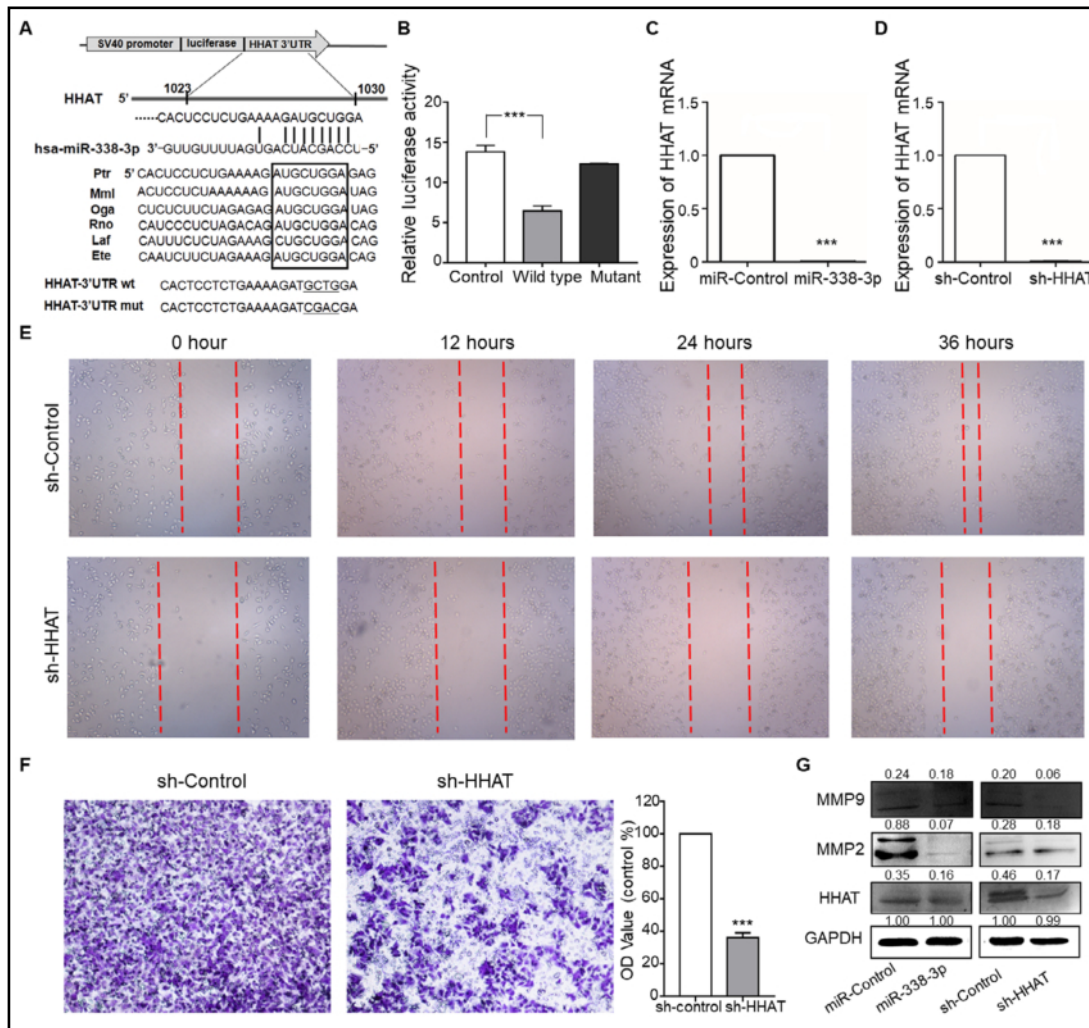 A
SV40 promoter luciferase HHAT 3'UTR
1023 1030
HHAT 5'
CACUCCUCUGAAAAGAUGCUGGA
hsa-miR-338-3p 3'-GUUGUUUUAGUGACUACGACCU-5'
Ptr 5' CACUCCUCUGAAAAGAUGCUGGAGAG
Mml ACUCCUCUAAAAAAGAUGCUGGAUAG
Oga CUCUCUUCUAGAGAGAUGCUGGAUAG
Rno CAUCCCUCUAGACAGAUGCUGGACAG
Laf CAUUUCUCUAGAAAGCUGCUGGACAG
Ete CAAUCUUCUAGAAAGAUGCUGGACAG
HHAT-3'UTR wt CACTCCTCTGAAAAGATGCTGGA
HHAT-3'UTR mut CACTCCTCTGAAAAGATCGACGA
B
Relative luciferase activity
20
15
10
5
0
***
Control Wild type Mutant
C
Expression of HHAT mRNA
1.5
1.0
0.5
0
***
miR-Control miR-338-3p
D
Expression of HHAT mRNA
1.5
1.0
0.5
0
***
sh-Control sh-HHAT
E
0 hour 12 hours 24 hours 36 hours
sh-Control
sh-HHAT
F
sh-Control sh-HHAT
OD Value (control %)
120
100
80
60
40
20
0
***
sh-control sh-HHAT
G
0.24 0.18 0.20 0.06
MMP9
0.88 0.07 0.28 0.18
MMP2
0.35 0.16 0.46 0.17
HHAT
1.00 1.00 1.00 0.99
GAPDH
miR-Control miR-338-3p sh-Control sh-HHAT